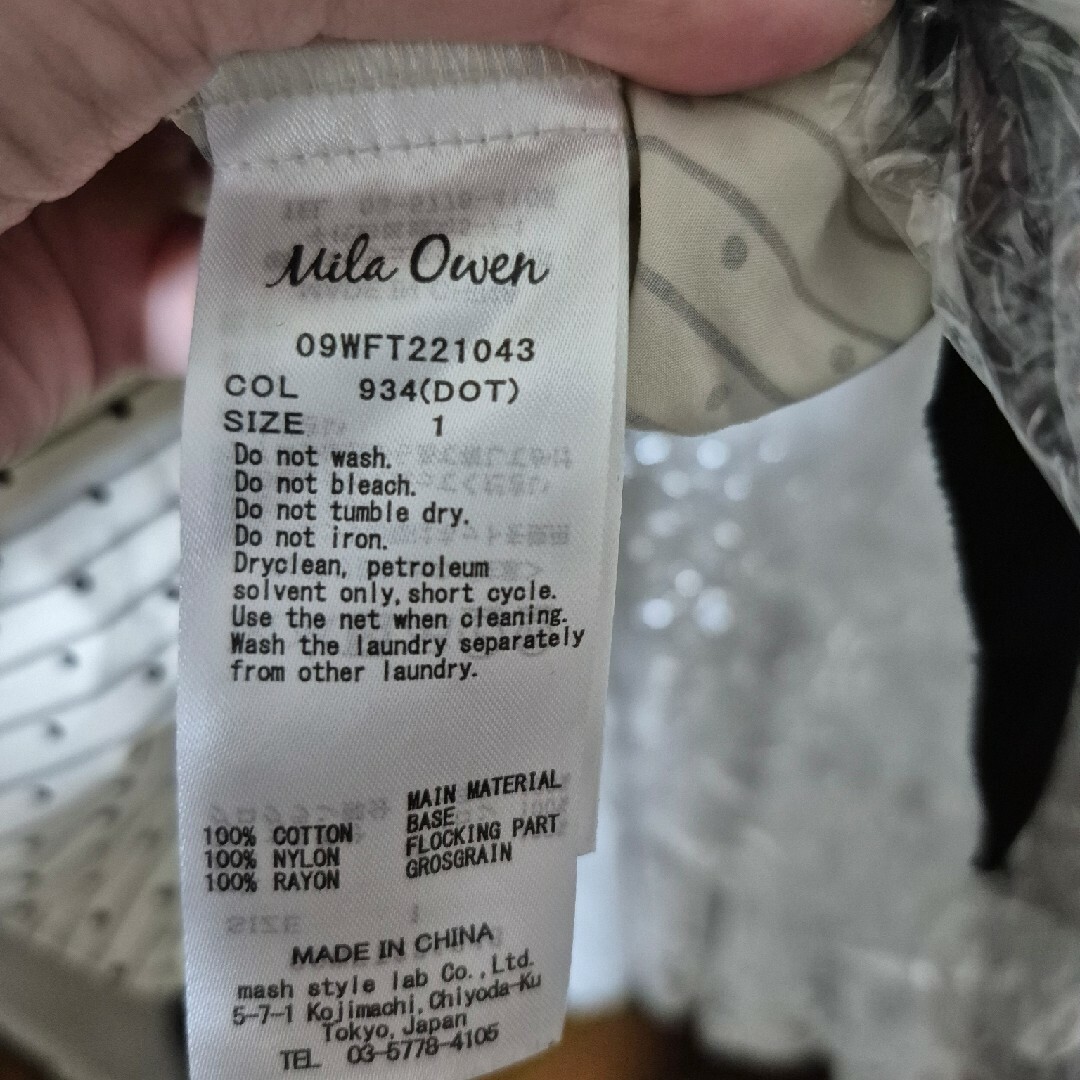 Mila Owen
09WFT221043
COL 934(DOT)
SIZE 1
Do not wash.
Do not bleach.
Do not tumble dry.
Do not iron.
Dryclean, petroleum
solvent only, short cycle.
Use the net when cleaning.
Wash the laundry separately
from other laundry.
MAIN MATERIAL
100% COTTON BASE
100% NYLON FLOCKING PART
100% RAYON GROSGRAIN
MADE IN CHINA
mash style lab Co.,Ltd.
5-7-1 Kojimachi, Chiyoda-Ku
Tokyo, Japan
TEL 03-5778-4105